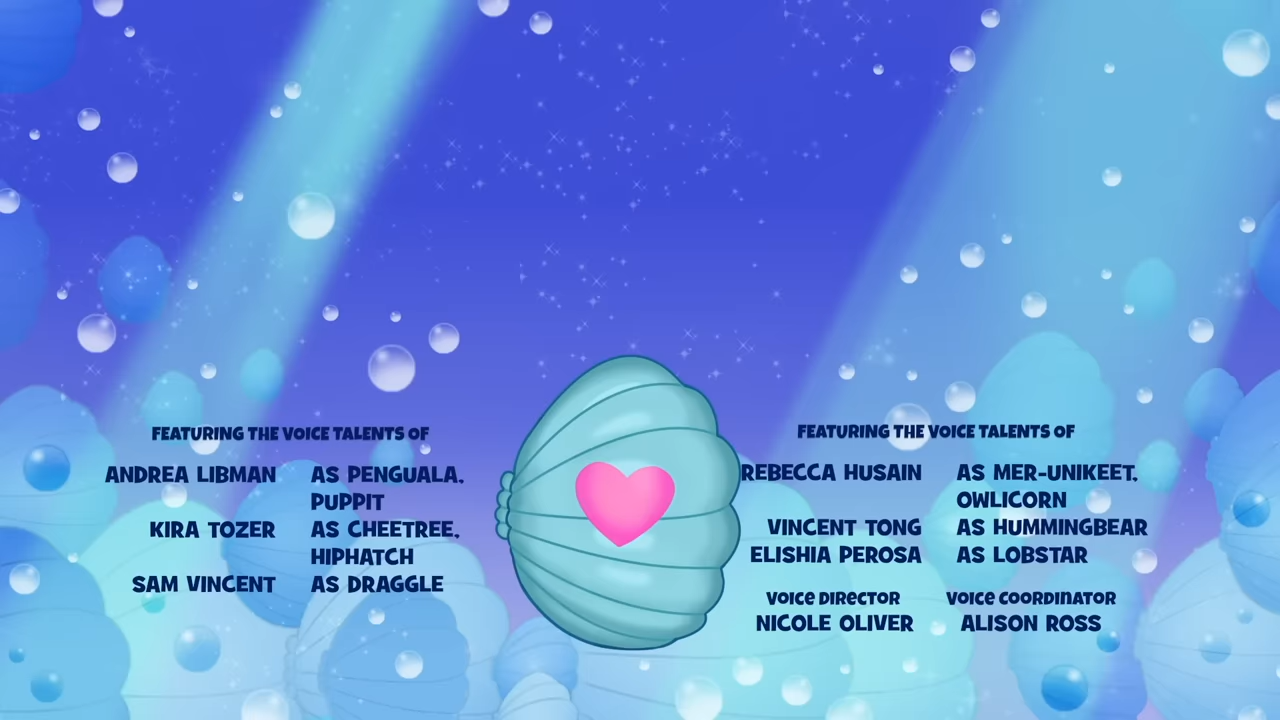 FEATURING THE VOICE TALENTS OF
ANDREA LIBMAN AS PENGUALA,
PUPPIT
KIRA TOZER AS CHEETREE,
HIPHATCH
SAM VINCENT AS DRAGGLE
FEATURING THE VOICE TALENTS OF
REBECCA HUSAIN AS MER-UNIKEET,
OWLICORN
VINCENT TONG AS HUMMINGBEAR
ELISHIA PEROSA AS LOBSTAR
VOICE DIRECTOR VOICE COORDINATOR
NICOLE OLIVER ALISON ROSS